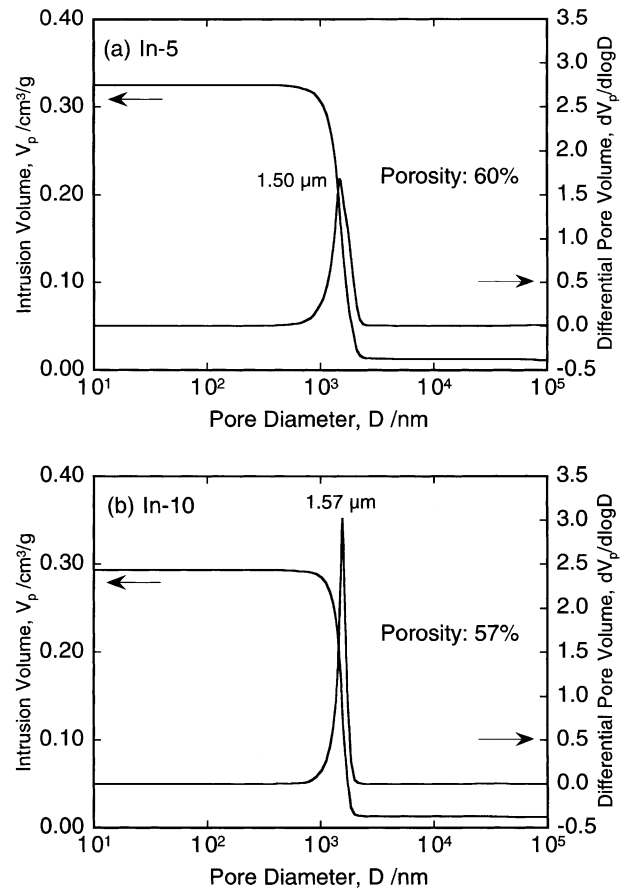 (a) In-5
Intrusion Volume, Vₚ /cm³/g
0.40
0.30
0.20
0.10
0.00
1.50 µm
Porosity: 60%
3.5
3.0
2.5
2.0
1.5
1.0
0.5
0.0
-0.5
Differential Pore Volume, dVₚ/dlogD
10¹ 10² 10³ 10⁴ 10⁵
Pore Diameter, D /nm
(b) In-10
Intrusion Volume, Vₚ /cm³/g
0.40
0.30
0.20
0.10
0.00
1.57 µm
Porosity: 57%
3.5
3.0
2.5
2.0
1.5
1.0
0.5
0.0
-0.5
Differential Pore Volume, dVₚ/dlogD
10¹ 10² 10³ 10⁴ 10⁵
Pore Diameter, D /nm